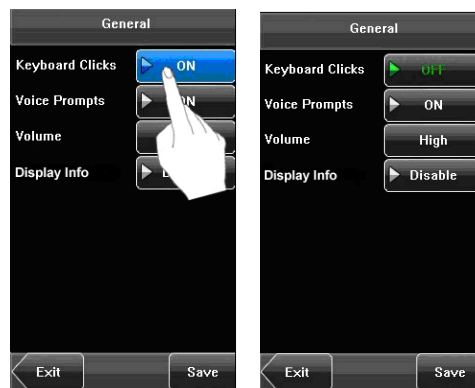 General
Keyboard Clicks ON
Voice Prompts ON
Volume
Display Info
Exit Save
General
Keyboard Clicks OFF
Voice Prompts ON
Volume High
Display Info Disable
Exit Save